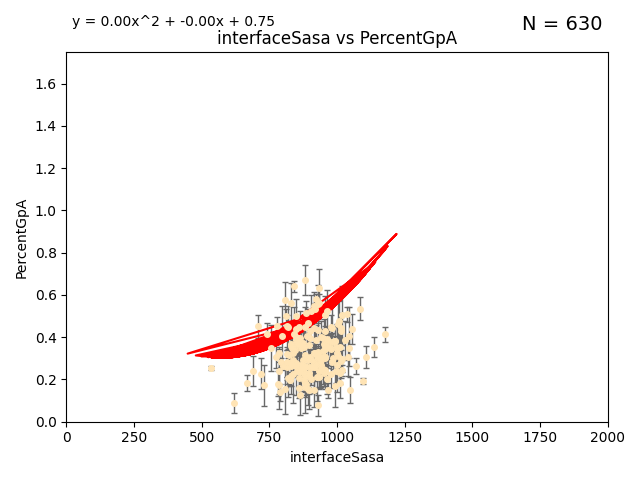 y = 0.00x^2 + -0.00x + 0.75
N = 630
interfaceSasa vs PercentGpA
PercentGpA
1.6
1.4
1.2
1.0
0.8
0.6
0.4
0.2
0.0
0 250 500 750 1000 1250 1500 1750 2000
interfaceSasa